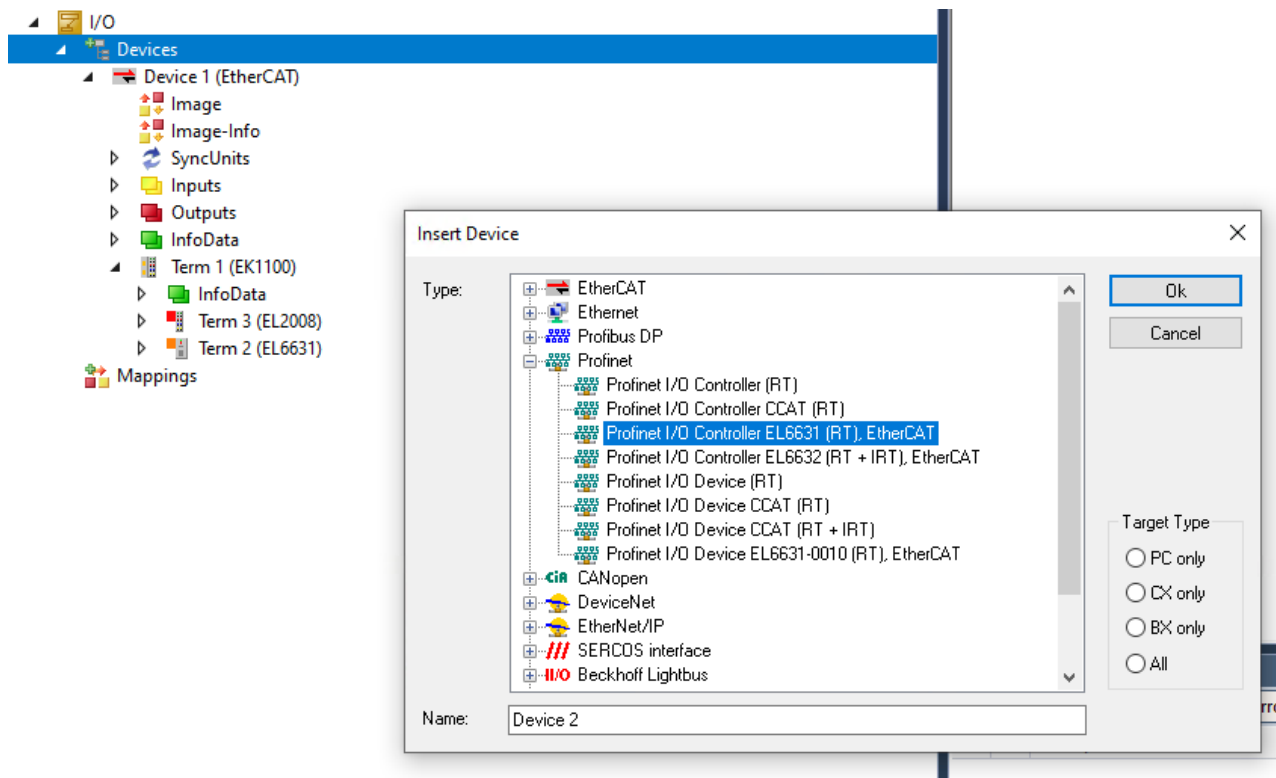 I/O
Devices
Device 1 (EtherCAT)
Image
Image-Info
SyncUnits
Inputs
Outputs
InfoData
Term 1 (EK1100)
InfoData
Term 3 (EL2008)
Term 2 (EL6631)
Mappings
Insert Device
Type:
EtherCAT
Ethernet
Profibus DP
Profinet
Profinet I/O Controller (RT)
Profinet I/O Controller CCAT (RT)
Profinet I/O Controller EL6631 (RT), EtherCAT
Profinet I/O Controller EL6632 (RT + IRT), EtherCAT
Profinet I/O Device (RT)
Profinet I/O Device CCAT (RT)
Profinet I/O Device CCAT (RT + IRT)
Profinet I/O Device EL6631-0010 (RT), EtherCAT
CiA CANopen
DeviceNet
EtherNet/IP
SERCOS interface
II/O Beckhoff Lightbus
Ok
Cancel
Target Type
PC only
CX only
BX only
All
Name:
Device 2